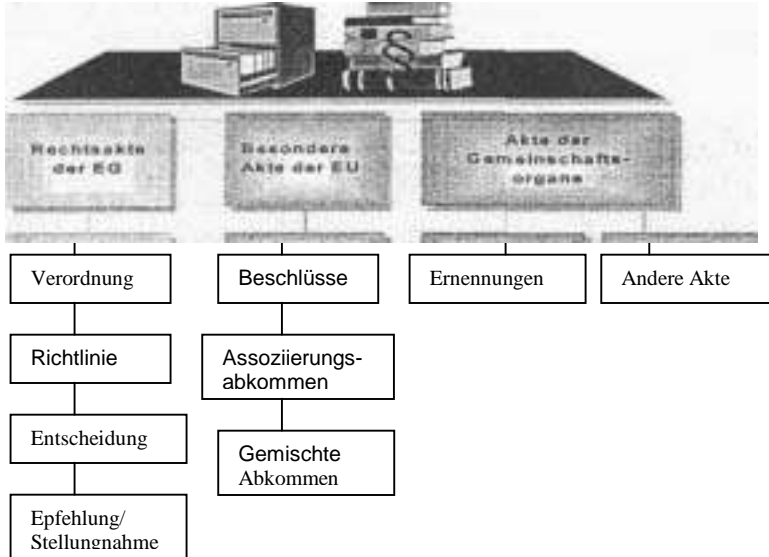 §
Rechtsakte
der EG
Besondere
Akte der EU
Akte der
Gemeinschafts-
organe
Verordnung
Beschlüsse
Ernennungen
Andere Akte
Richtlinie
Assoziierungs-
abkommen
Entscheidung
Gemischte
Abkommen
Epfehlung/
Stellungnahme